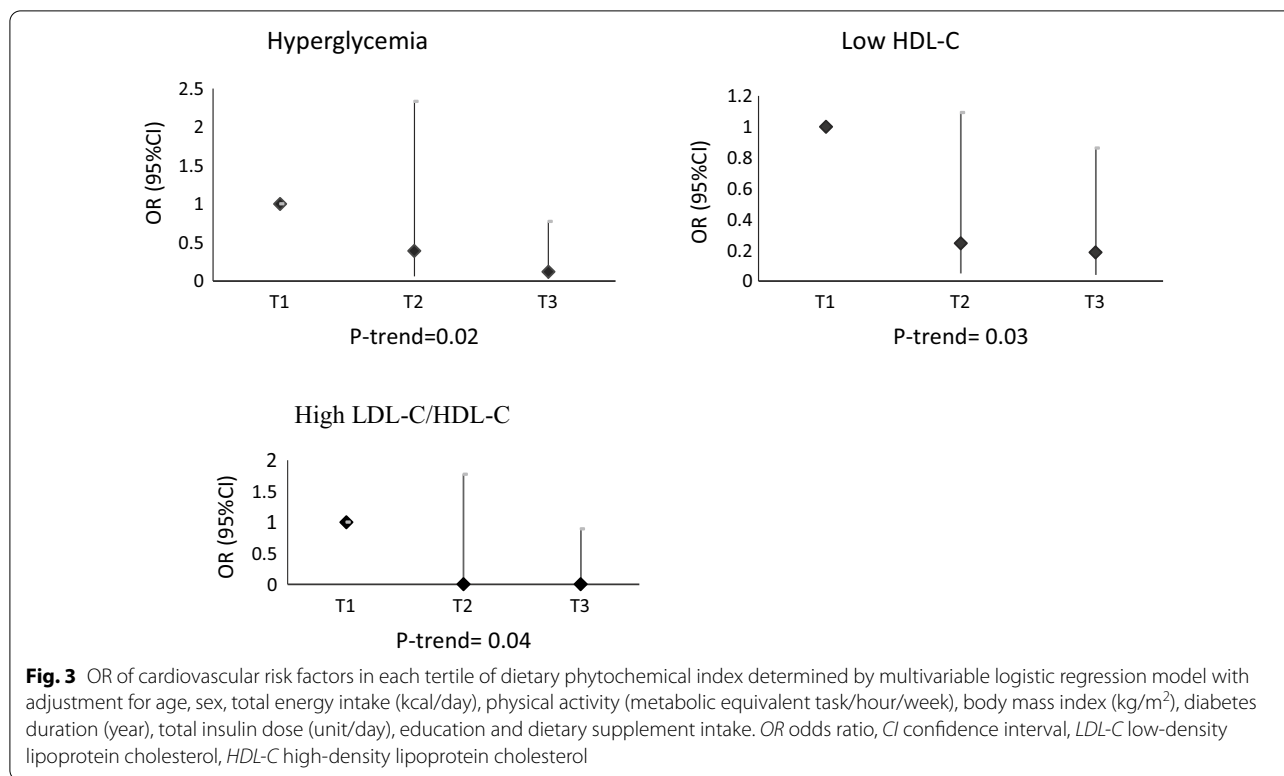 Hyperglycemia
OR (95%CI)
2.5
2
1.5
1
0.5
0
T1 T2 T3
P-trend=0.02
Low HDL-C
OR (95%CI)
1.2
1
0.8
0.6
0.4
0.2
0
T1 T2 T3
P-trend= 0.03
High LDL-C/HDL-C
OR (95%CI)
2
1.5
1
0.5
0
T1 T2 T3
P-trend= 0.04
Fig. 3 OR of cardiovascular risk factors in each tertile of dietary phytochemical index determined by multivariable logistic regression model with
adjustment for age, sex, total energy intake (kcal/day), physical activity (metabolic equivalent task/hour/week), body mass index (kg/m²), diabetes
duration (year), total insulin dose (unit/day), education and dietary supplement intake. OR odds ratio, CI confidence interval, LDL-C low-density
lipoprotein cholesterol, HDL-C high-density lipoprotein cholesterol